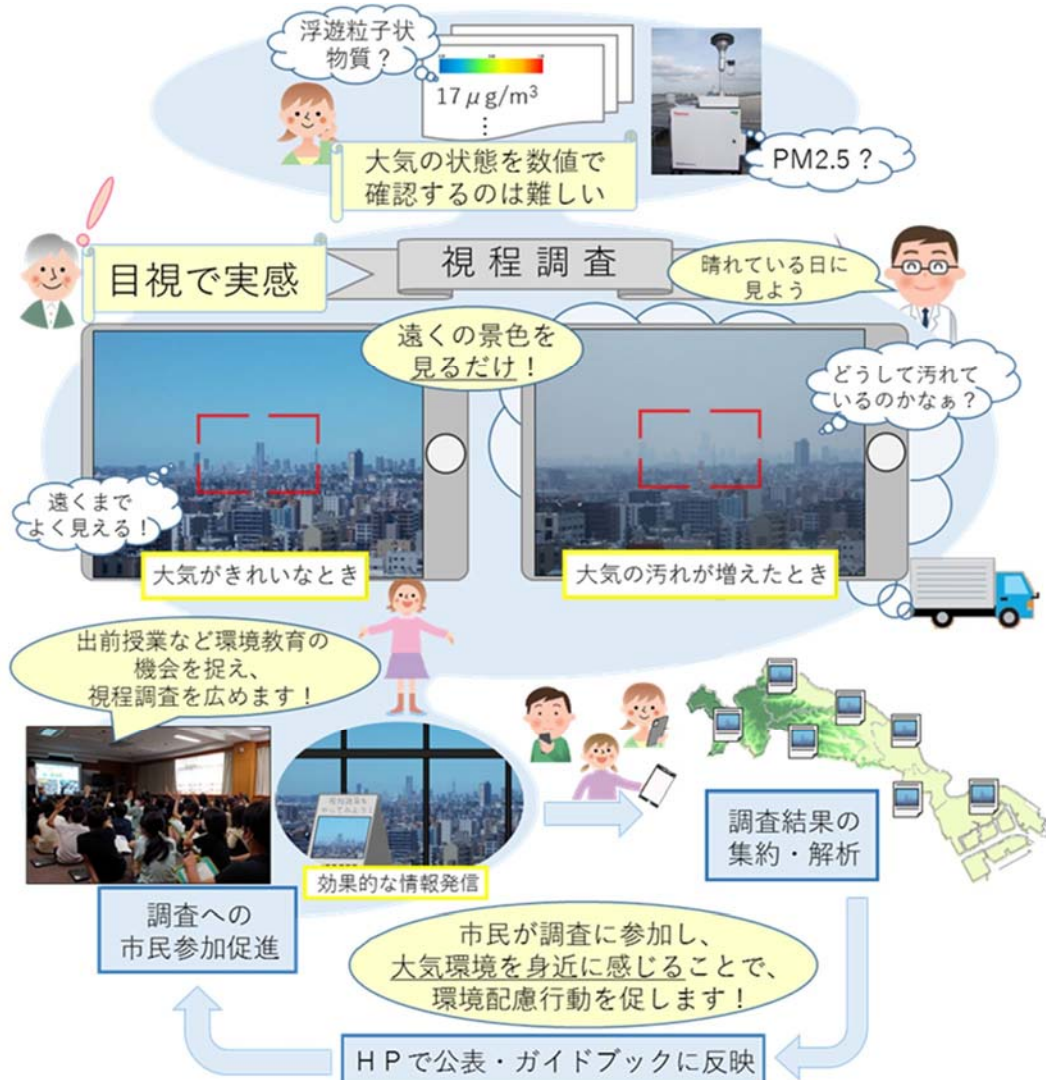 浮遊粒子状
物質？
17μg/m³
⋮
PM2.5？
大気の状態を数値で
確認するのは難しい
目視で実感
視程調査
晴れている日に
見よう
遠くの景色を
見るだけ！
どうして汚れて
いるのかなぁ？
遠くまで
よく見える！
大気がきれいなとき
大気の汚れが増えたとき
出前授業など環境教育の
機会を捉え、
視程調査を広めます！
効果的な情報発信
調査結果の
集約・解析
調査への
市民参加促進
市民が調査に参加し、
大気環境を身近に感じることで、
環境配慮行動を促します！
ＨＰで公表・ガイドブックに反映